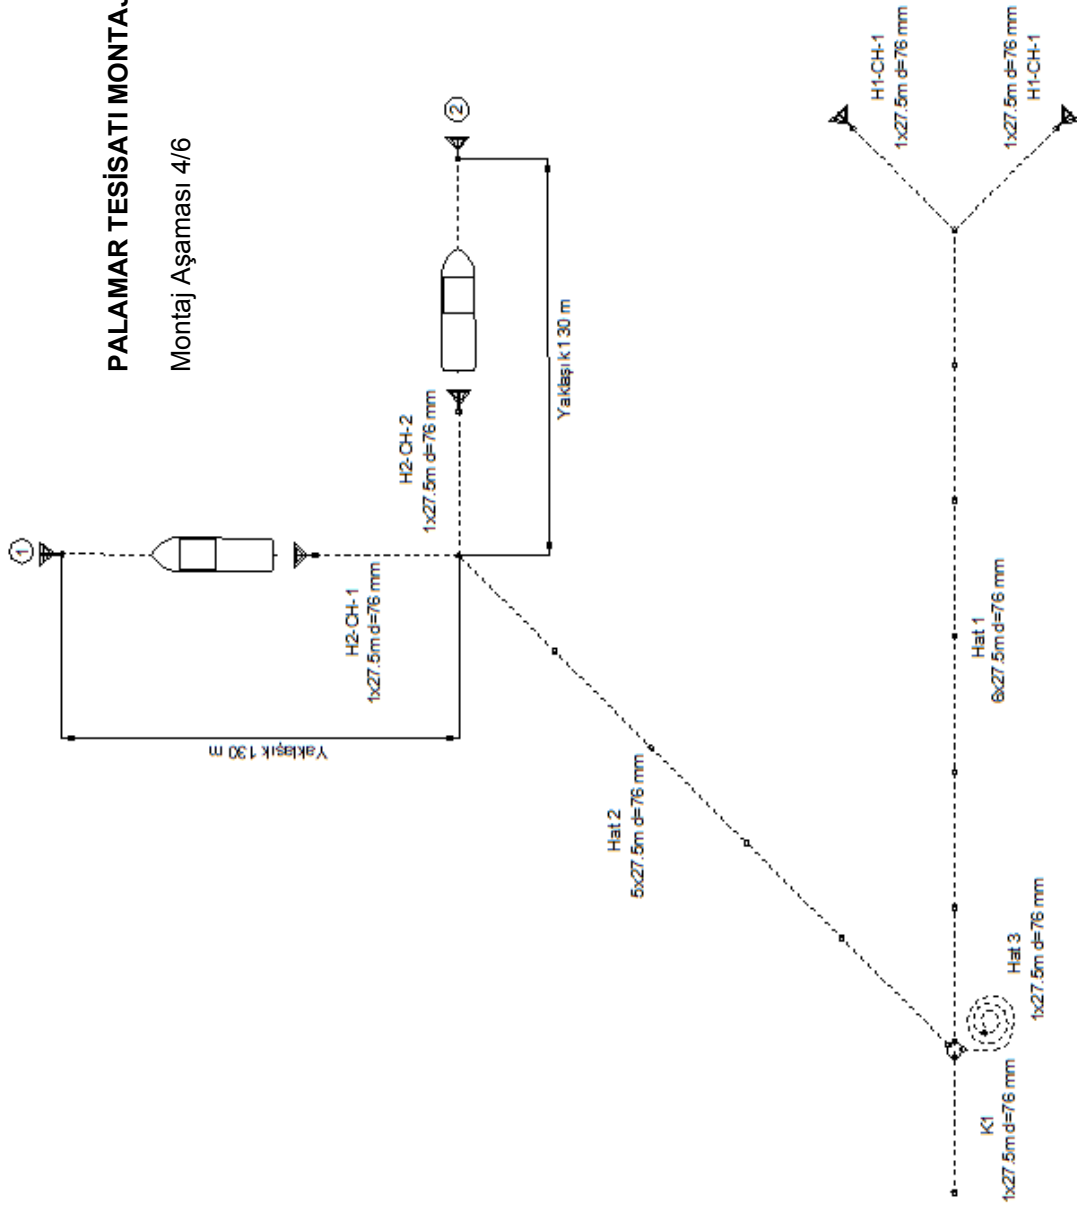 PALAMAR TESİSATI MONTAJ
Montaj Aşaması 4/6
1
2
Yaklaşık 130 m
Yaklaşık 130 m
H2-CH-1
1x27.5m d=76 mm
H2-CH-2
1x27.5m d=76 mm
Hat 2
5x27.5m d=76 mm
H1-CH-1
1x27.5m d=76 mm
1x27.5m d=76 mm
H1-CH-1
Hat 1
6x27.5m d=76 mm
K1
1x27.5m d=76 mm
Hat 3
1x27.5m d=76 mm